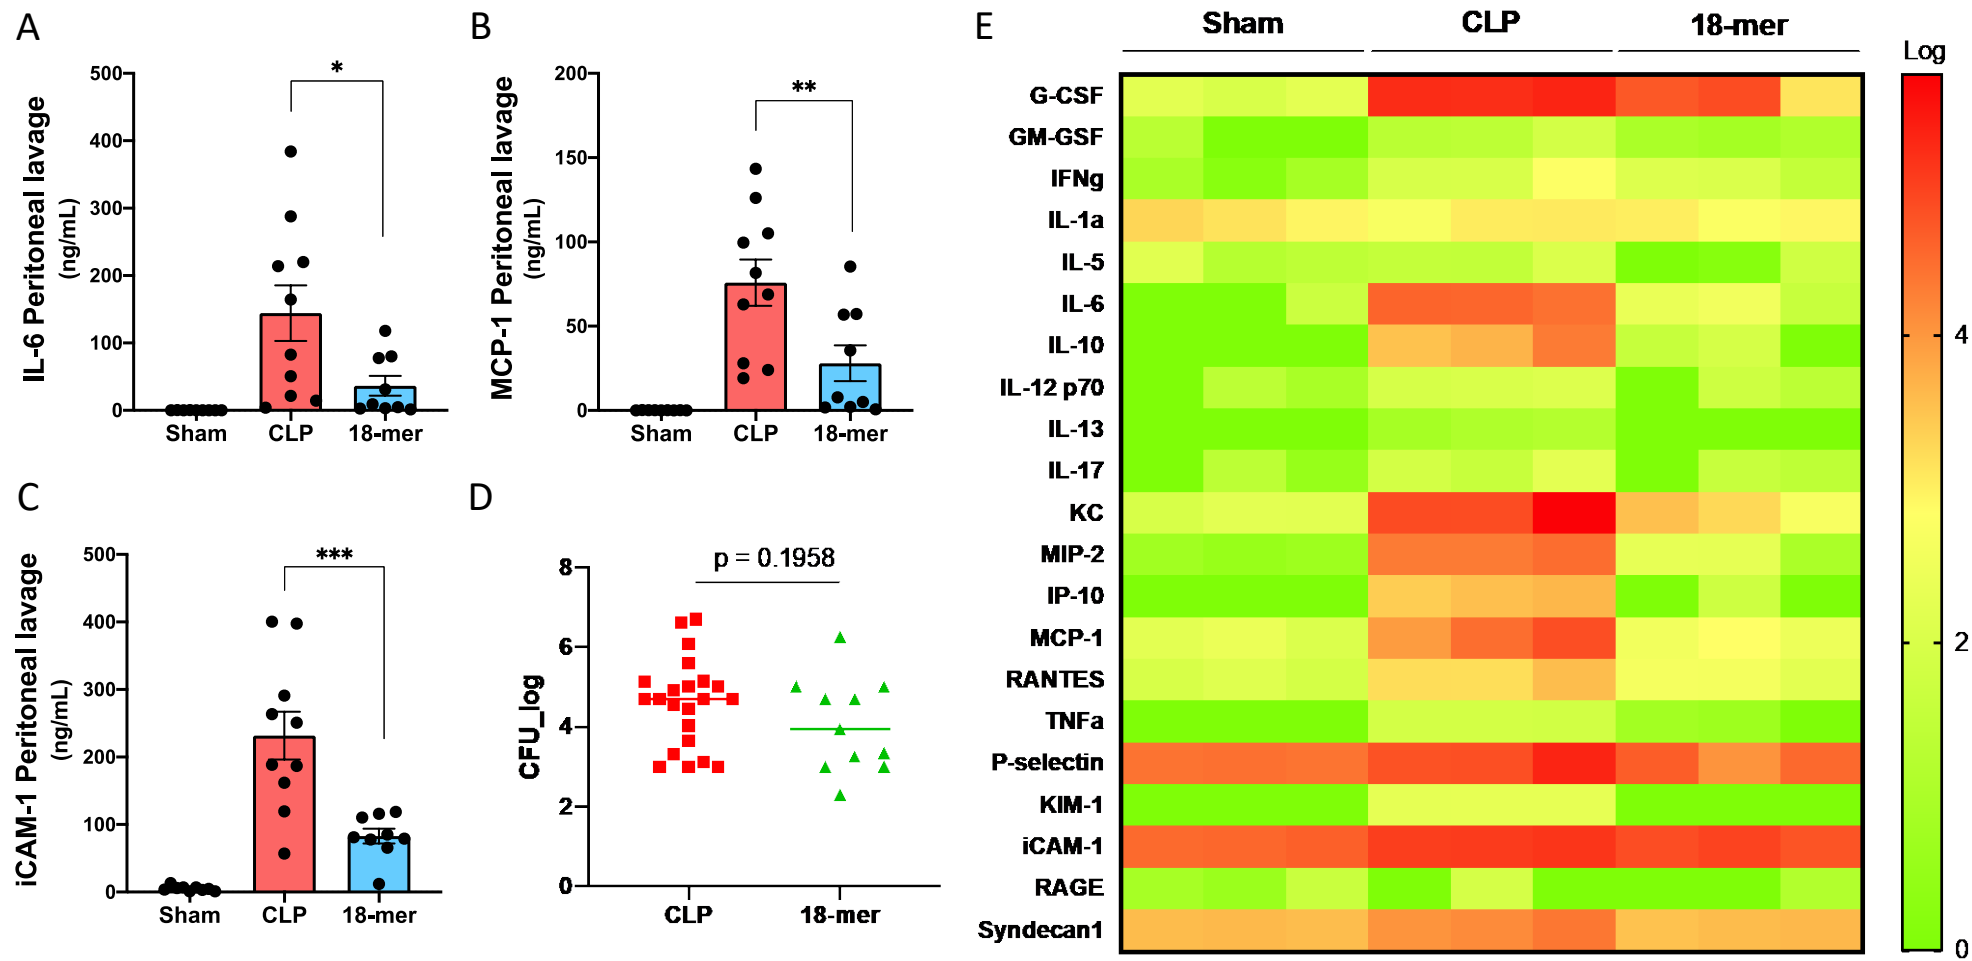 A
IL-6 Peritoneal lavage
(ng/mL)
500
400
300
200
100
0
*
Sham CLP 18-mer
B
MCP-1 Peritoneal lavage
(ng/mL)
200
150
100
50
0
**
Sham CLP 18-mer
C
iCAM-1 Peritoneal lavage
(ng/mL)
500
400
300
200
100
0
***
Sham CLP 18-mer
D
CFU_log
8
6
4
2
0
p = 0.1958
CLP 18-mer
E
Sham CLP 18-mer
G-CSF
GM-GSF
IFNg
IL-1a
IL-5
IL-6
IL-10
IL-12 p70
IL-13
IL-17
KC
MIP-2
IP-10
MCP-1
RANTES
TNFa
P-selectin
KIM-1
iCAM-1
RAGE
Syndecan1
Log
4
2
0